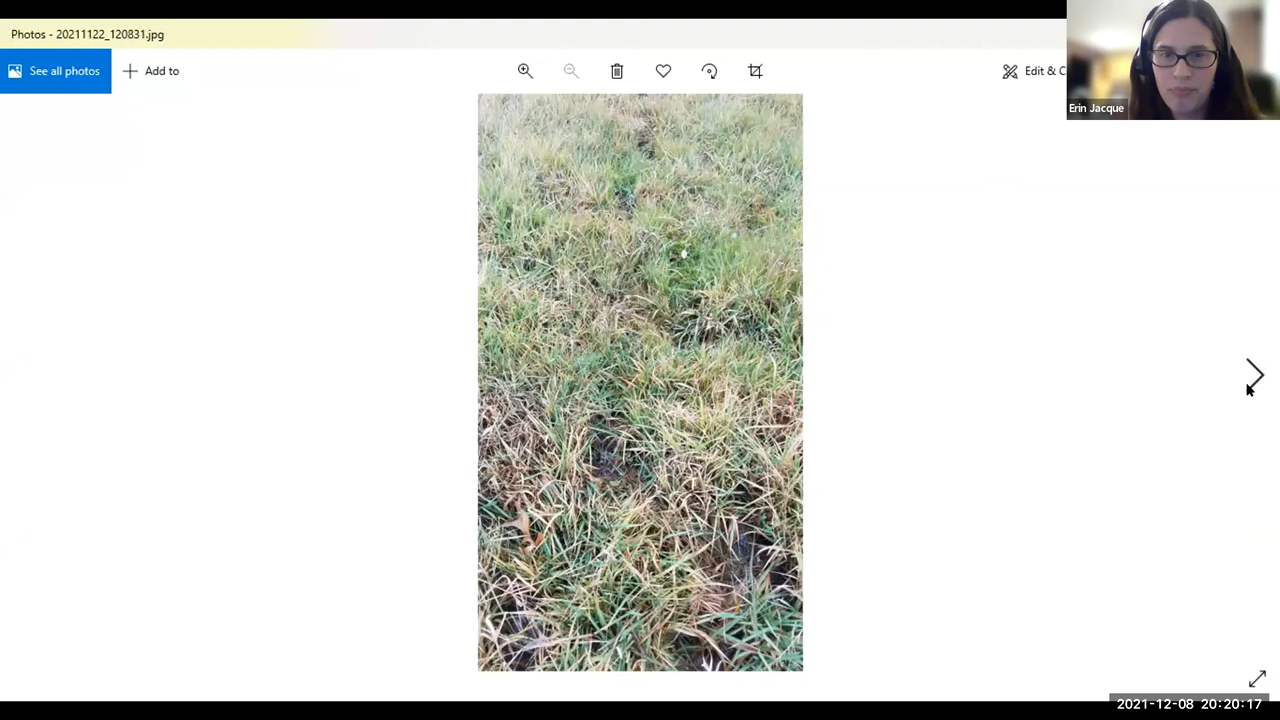 Photos - 20211122_120831.jpg
See all photos
Add to
Edit & C
Erin Jacque
2021-12-08 20:20:17